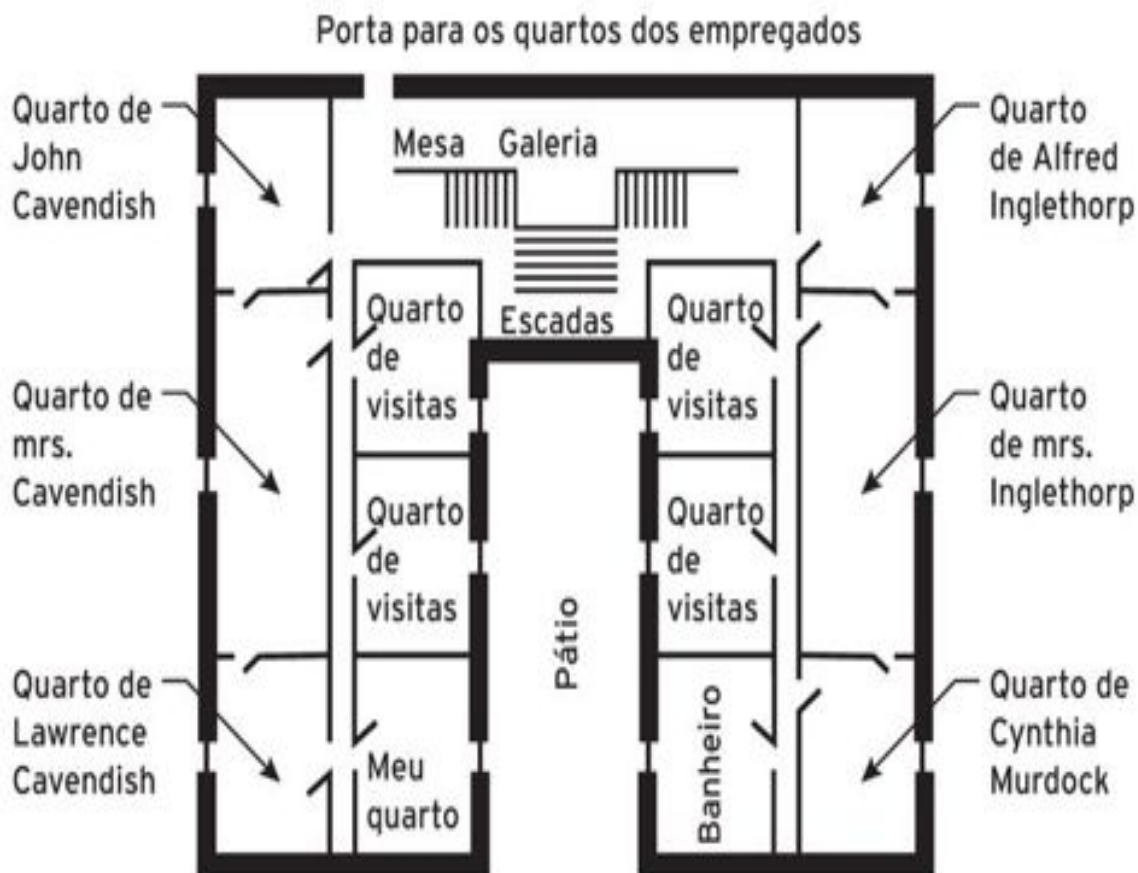 Porta para os quartos dos empregados
Quarto de
John
Cavendish
Mesa Galeria
Quarto
de Alfred
Inglethorp
Quarto
de
visitas
Escadas
Quarto
de
visitas
Quarto de
mrs.
Cavendish
Quarto
de mrs.
Inglethorp
Quarto
de
visitas
Pátio
Quarto
de
visitas
Quarto de
Lawrence
Cavendish
Meu
quarto
Banheiro
Quarto de
Cynthia
Murdock